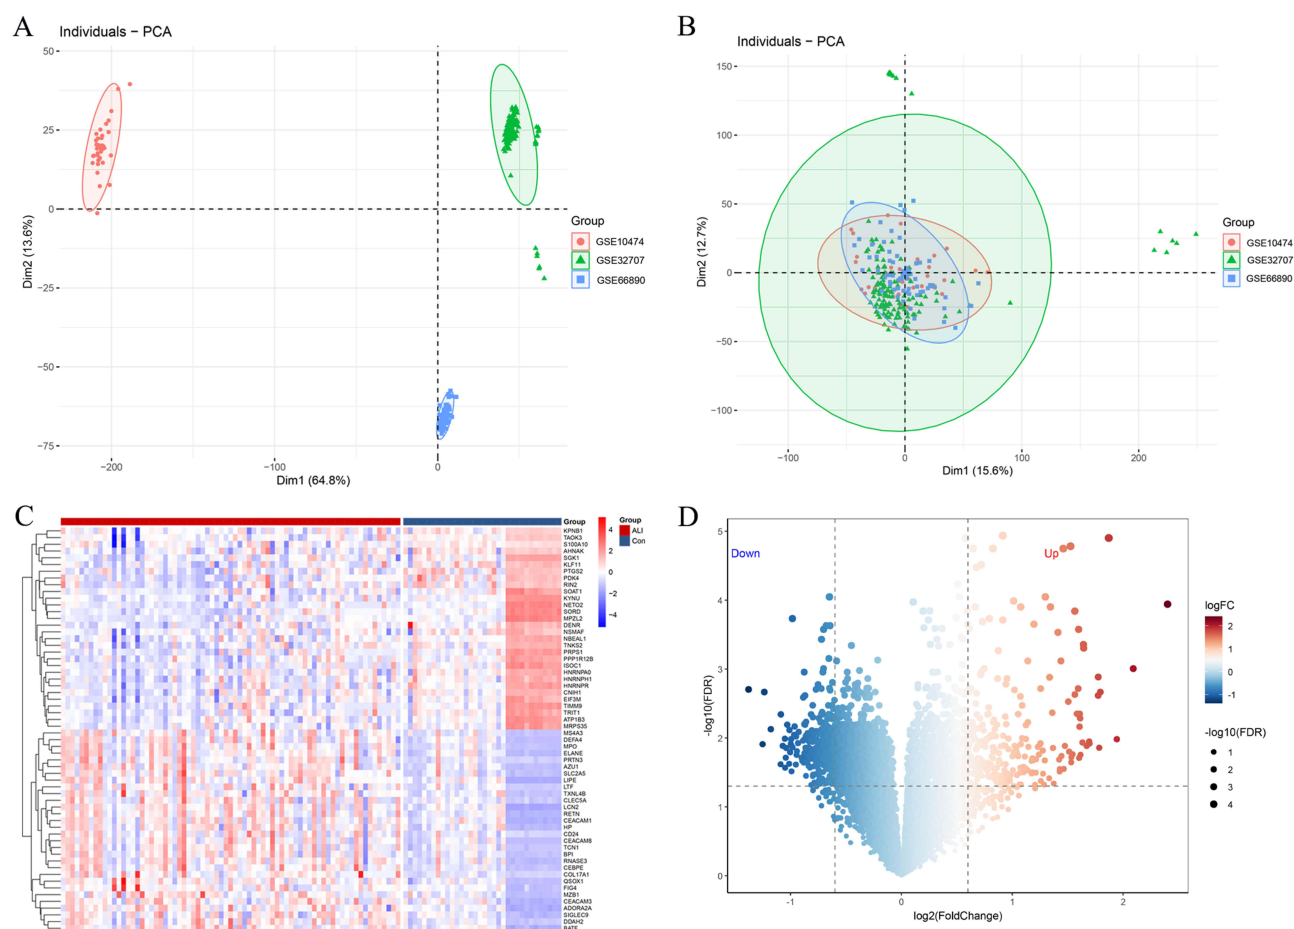 A
Individuals − PCA
50
25
0
−25
−50
−75
Dim2 (13.6%)
−200
−100
0
Dim1 (64.8%)
Group
GSE10474
GSE32707
GSE66890
B
Individuals − PCA
150
100
50
0
−50
−100
Dim2 (12.7%)
−100
0
100
200
Dim1 (15.6%)
Group
GSE10474
GSE32707
GSE66890
C
Group
KPNB1
TAOK3
S100A10
AHNAK
SGK1
KLF11
PTGS2
PDK4
RIN2
SOAT1
KYNU
NETO2
SORD
MPZL2
DENR
NSMAF
NBEAL1
TNKS2
PRPS1
PPP1R12B
ISOC1
HNRNPA0
HNRNPH1
HNRNPR
CNIH1
EIF3M
TIMM9
TRIT1
ATP1B3
MRPS35
MS4A3
DEFA4
MPO
ELANE
PRTN3
AZU1
SLC2A5
LIPE
LTF
TXNL4B
CLEC5A
LCN2
RETN
CEACAM1
HP
CD24
CEACAM8
TCN1
BPI
RNASE3
CEBPE
COL17A1
QSOX1
FIG4
MZB1
CEACAM3
ADORA2A
SIGLEC9
DDAH2
BATF
4
2
0
−2
−4
Group
ALI
Con
D
Down
Up
5
4
3
2
1
0
-log10(FDR)
-1
0
1
2
log2(FoldChange)
logFC
2
1
0
-1
-log10(FDR)
1
2
3
4